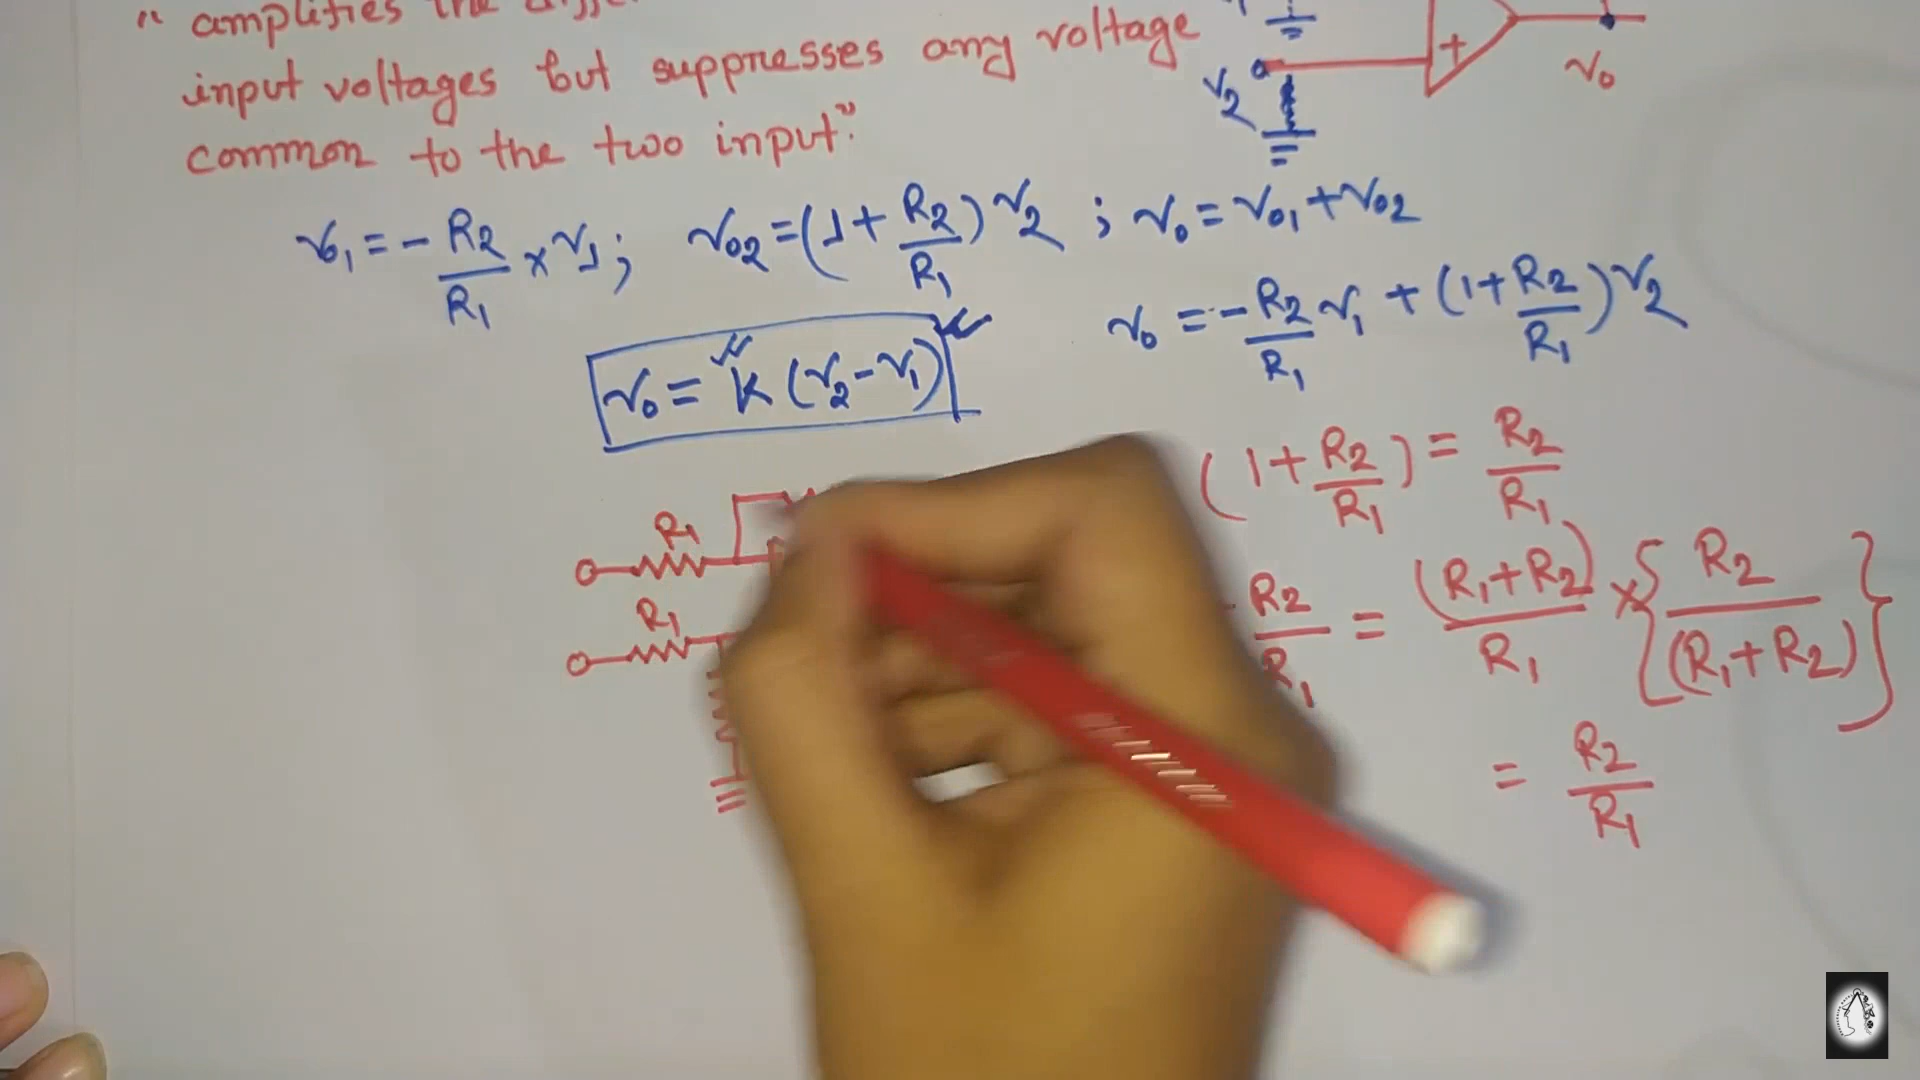 " amplifies the
input voltages but suppresses any voltage
common to the two input".
+
V2
Vo
Vo1 = -R2/R1 × V1; Vo2 = (1+R2/R1)V2; Vo = Vo1 + Vo2
Vo = -R2/R1 V1 + (1+R2/R1)V2
Vo = K(V2-V1)
(1+R2/R1) = R2/R1
R1
R2/R1 = (R1+R2)/R1 × {R2/(R1+R2)}
R1
= R2/R1